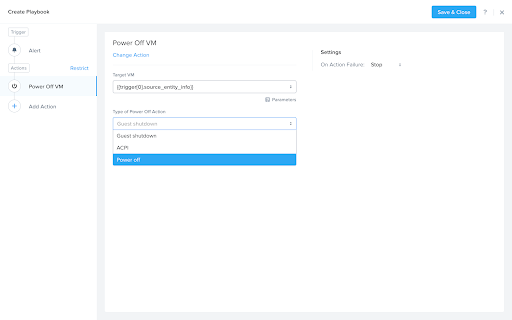 Create Playbook
Save & Close
?
Trigger
Alert
Actions
Restrict
Power Off VM
Add Action
Power Off VM
Change Action
Target VM
{{trigger[0].source_entity_info}}
Parameters
Type of Power Off Action
Guest shutdown
Guest shutdown
ACPI
Power off
Settings
On Action Failure: Stop